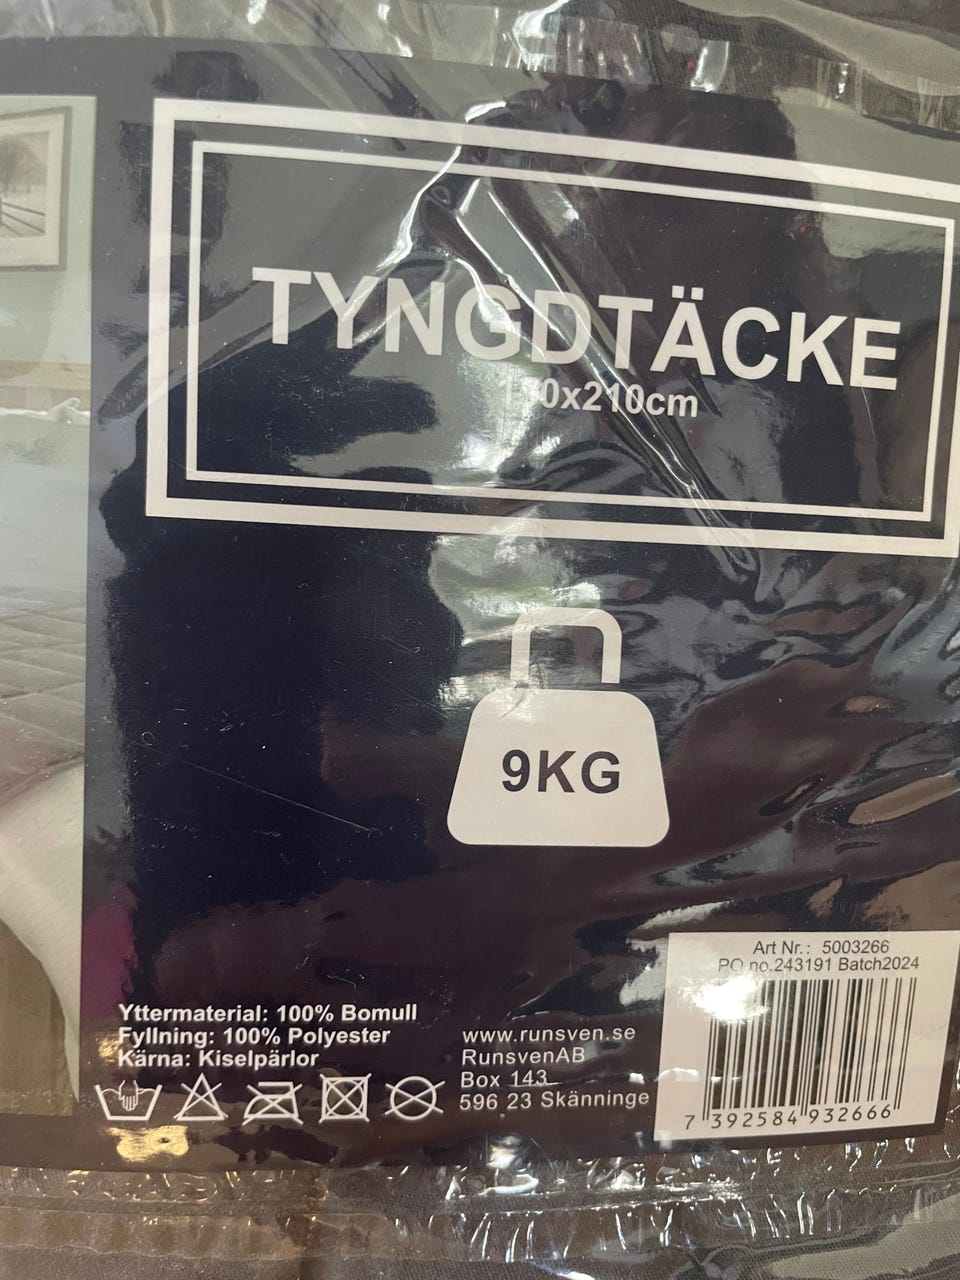 TYNGDTÄCKE
9KG
Art Nr.: 5003266
PO no.243191 Batch2024
Yttermaterial: 100% Bomull
Fyllning: 100% Polyester
Kärna: Kiselpärlor
www.runsven.se
RunsvenAB
Box 143
596 23 Skänninge
7 392584 932666